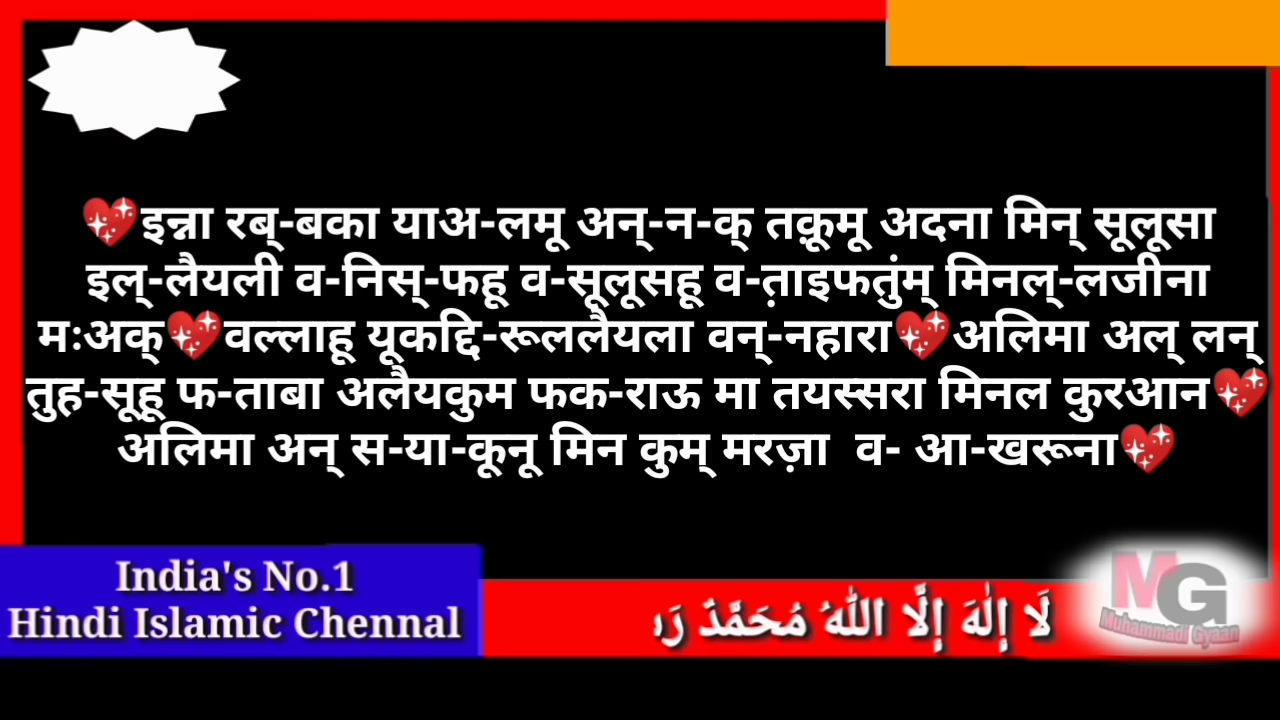 💖इन्ना रब्-बका याअ-लमू अन्-न-क् तक़ूमू अदना मिन् सूलूसा
इल्-लैयली व-निस्-फहू व-सूलूसहू व-त़ाइफतुंम् मिनल्-लजीना
मःअक्💖वल्लाहू यूकद्दि-रूललैयला वन्-नहारा💖अलिमा अल् लन्
तुह-सूहू फ-ताबा अलैयकुम फक-राऊ मा तयस्सरा मिनल कुरआन💖
अलिमा अन् स-या-कूनू मिन कुम् मरज़ा व- आ-खरूना💖
India's No.1
Hindi Islamic Chennal
لَا إِلٰهَ إِلَّا اللهُ مُحَمَّدٌ رَسُ
MG
Muhammadi Gyaan